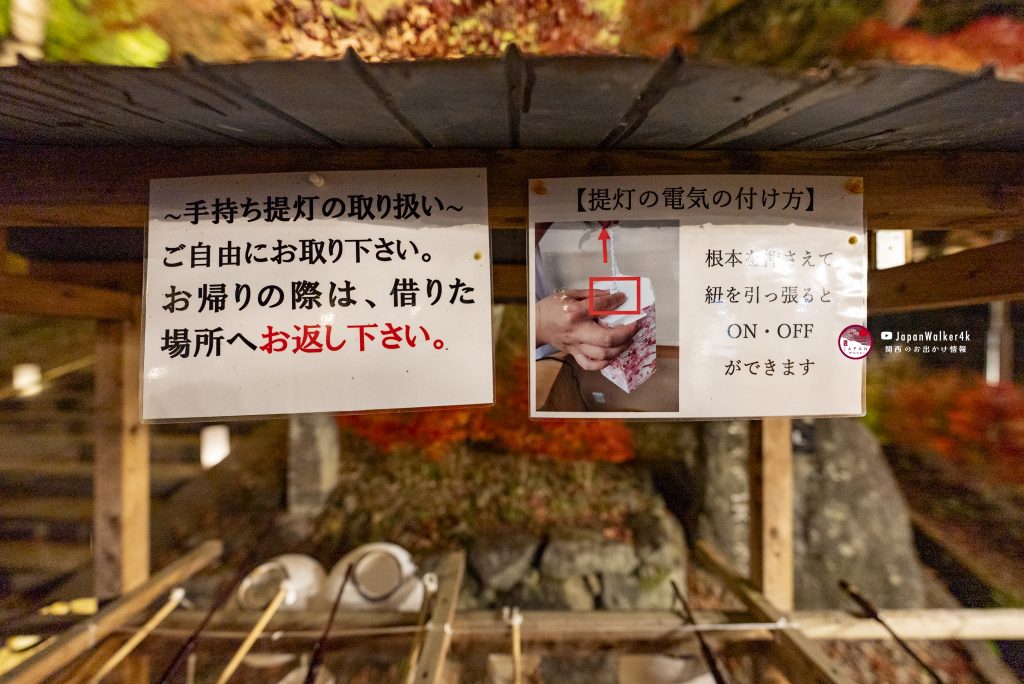 ~手持ち提灯の取り扱い~
ご自由にお取り下さい。
お帰りの際は、借りた
場所へお返し下さい。
【提灯の電気の付け方】
根本を押さえて
紐を引っ張ると
ON・OFF
ができます
JAPAN
JapanWalker4k
関西のお出かけ情報